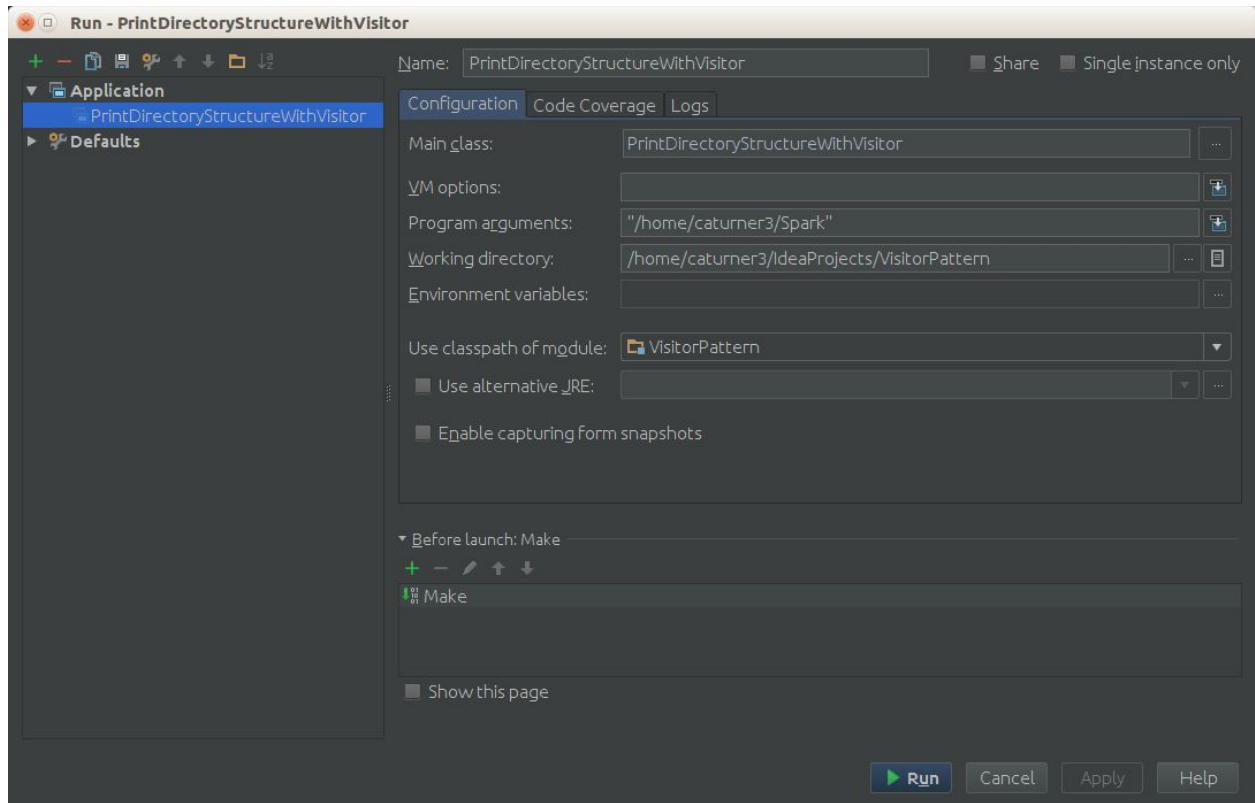 Run - PrintDirectoryStructureWithVisitor
Name: PrintDirectoryStructureWithVisitor Share Single instance only
Application
PrintDirectoryStructureWithVisitor
Defaults
Configuration Code Coverage Logs
Main class: PrintDirectoryStructureWithVisitor ...
VM options:
Program arguments: "/home/caturner3/Spark"
Working directory: /home/caturner3/IdeaProjects/VisitorPattern ...
Environment variables: ...
Use classpath of module: VisitorPattern
Use alternative JRE: ...
Enable capturing form snapshots
Before launch: Make
Make
Show this page
Run Cancel Apply Help